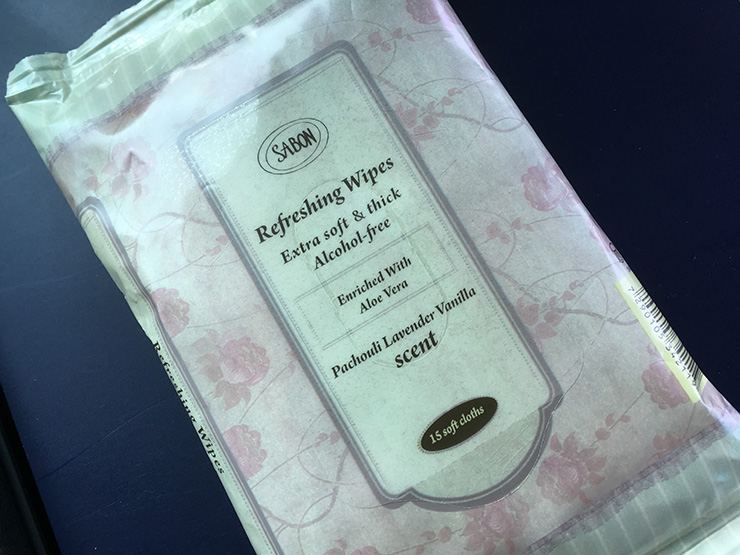 SABON
Refreshing Wipes
Extra soft & thick
Alcohol-free
Enriched With
Aloe Vera
Pachouli Lavender Vanilla
scent
15 soft cloths
Refreshing Wipes